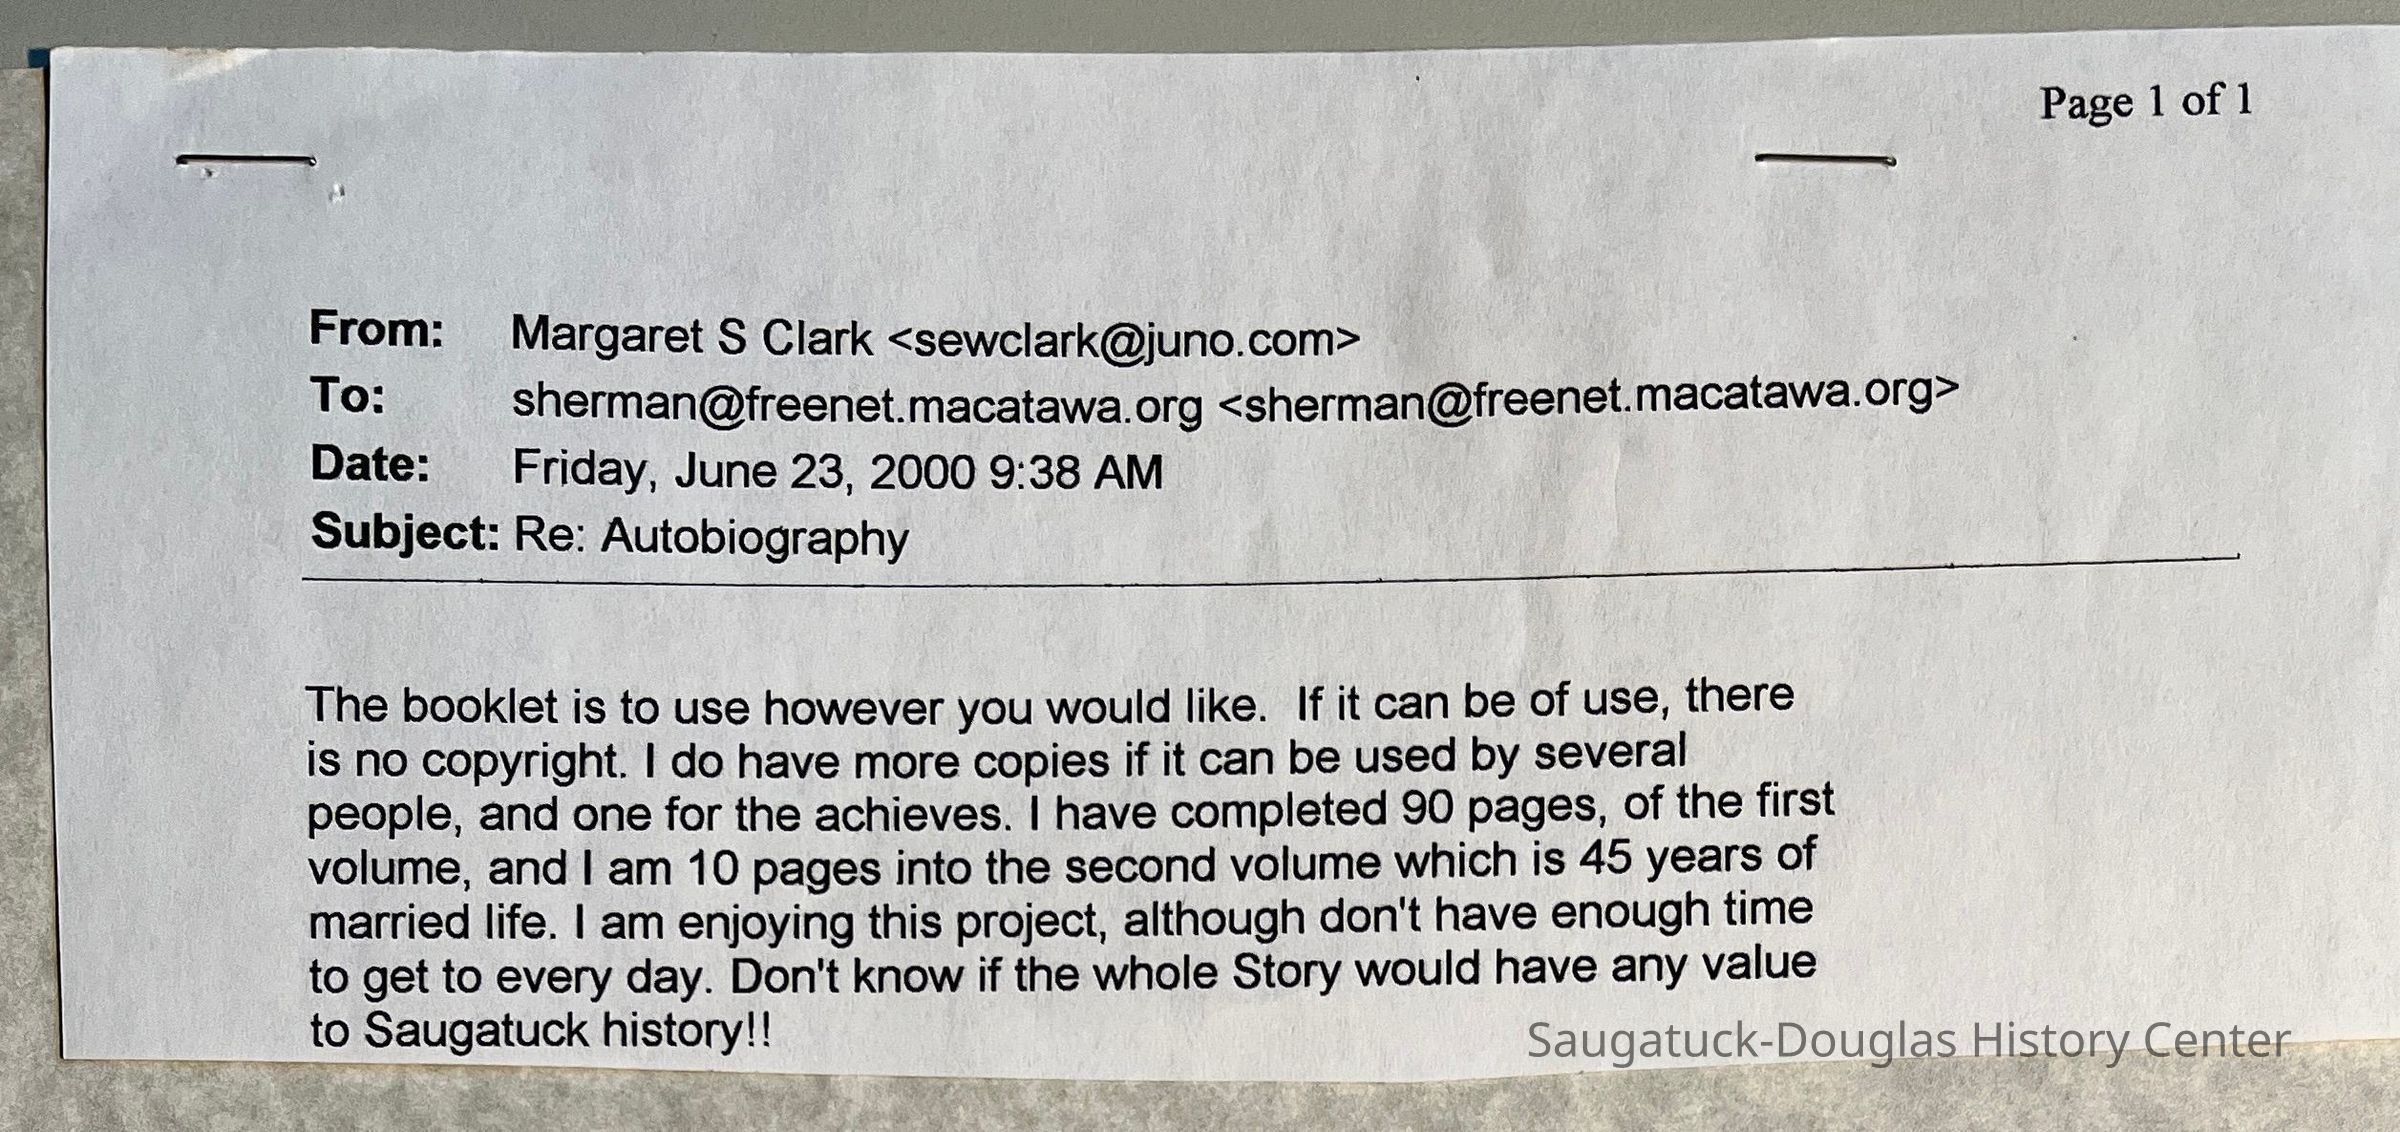 Page 1 of 1
From: Margaret S Clark <sewclark@juno.com>
To: sherman@freenet.macatawa.org <sherman@freenet.macatawa.org>
Date: Friday, June 23, 2000 9:38 AM
Subject: Re: Autobiography
The booklet is to use however you would like.  If it can be of use, there
is no copyright. I do have more copies if it can be used by several
people, and one for the achieves. I have completed 90 pages, of the first
volume, and I am 10 pages into the second volume which is 45 years of
married life. I am enjoying this project, although don't have enough time
to get to every day. Don't know if the whole Story would have any value
to Saugatuck history!!
Saugatuck-Douglas History Center